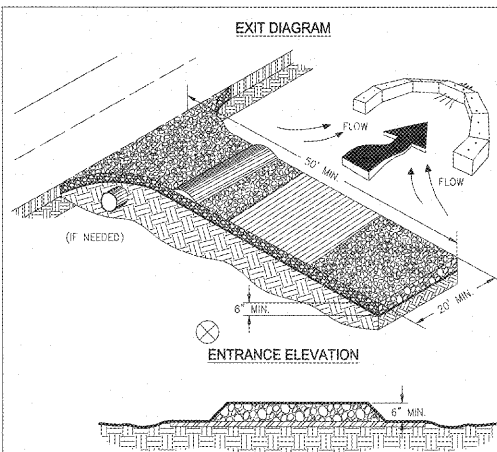 EXIT DIAGRAM
FLOW
50' MIN.
FLOW
(IF NEEDED)
6" MIN.
20' MIN.
ENTRANCE ELEVATION
6" MIN.